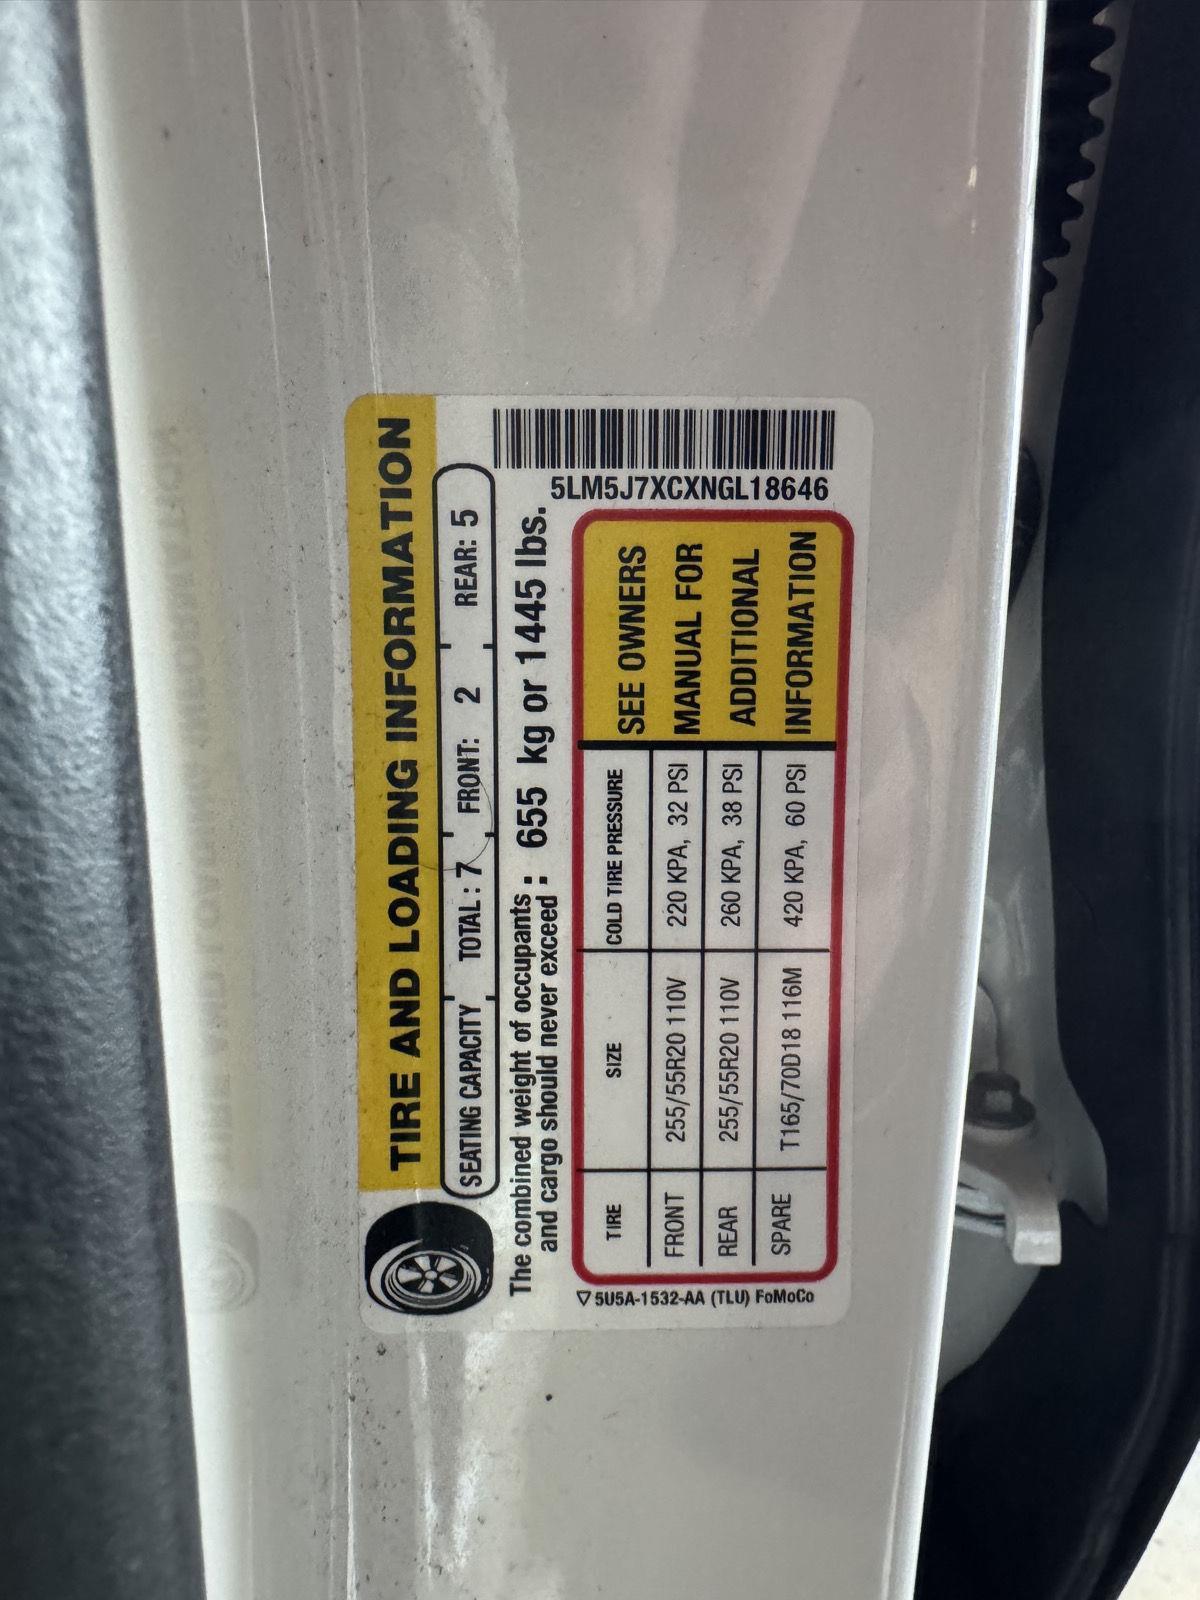 TIRE AND LOADING INFORMATION
SEATING CAPACITY TOTAL : 7 FRONT: 2 REAR: 5
The combined weight of occupants and cargo should never exceed : 655 kg or 1445 lbs.
5LM5J7XCXNGL18646
TIRE SIZE COLD TIRE PRESSURE
FRONT 255/55R20 110V 220 KPA, 32 PSI
REAR 255/55R20 110V 260 KPA, 38 PSI
SPARE T165/70D18 116M 420 KPA, 60 PSI
SEE OWNERS
MANUAL FOR
ADDITIONAL
INFORMATION
5U5A-1532-AA (TLU) FoMoCo